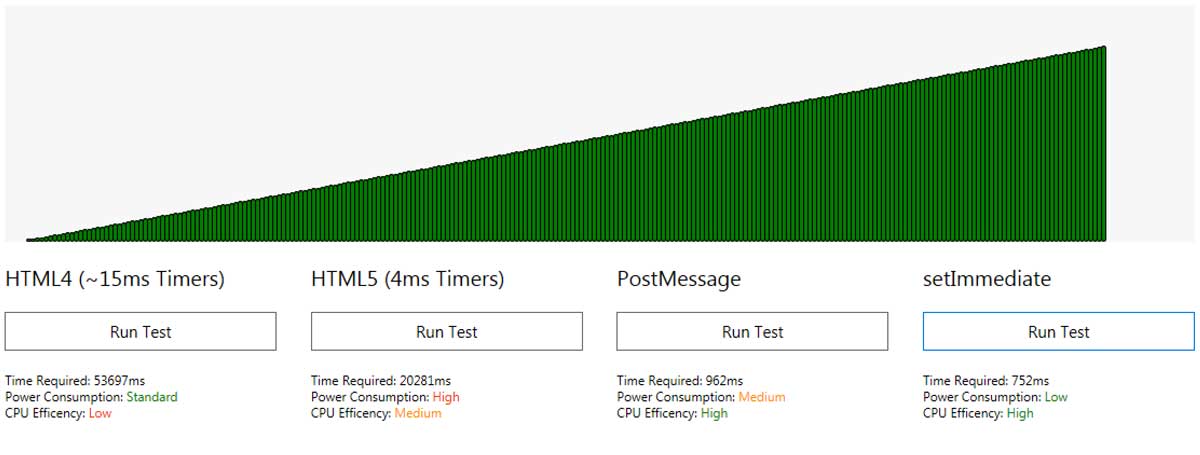 HTML4 (~15ms Timers)
HTML5 (4ms Timers)
PostMessage
setImmediate
Run Test
Run Test
Run Test
Run Test
Time Required: 53697ms
Power Consumption: Standard
CPU Efficency: Low
Time Required: 20281ms
Power Consumption: High
CPU Efficency: Medium
Time Required: 962ms
Power Consumption: Medium
CPU Efficency: High
Time Required: 752ms
Power Consumption: Low
CPU Efficency: High